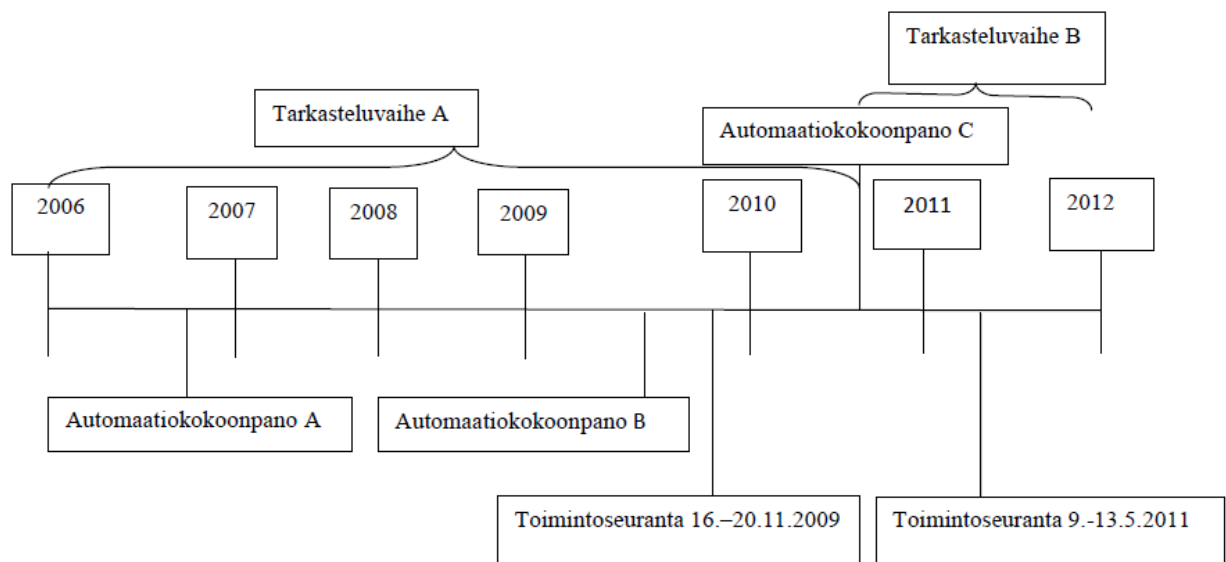 Tarkasteluvaihe B
Tarkasteluvaihe A
Automaatiokokoonpano C
2006
2007
2008
2009
2010
2011
2012
Automaatiokokoonpano A
Automaatiokokoonpano B
Toimintoseuranta 16.–20.11.2009
Toimintoseuranta 9.-13.5.2011